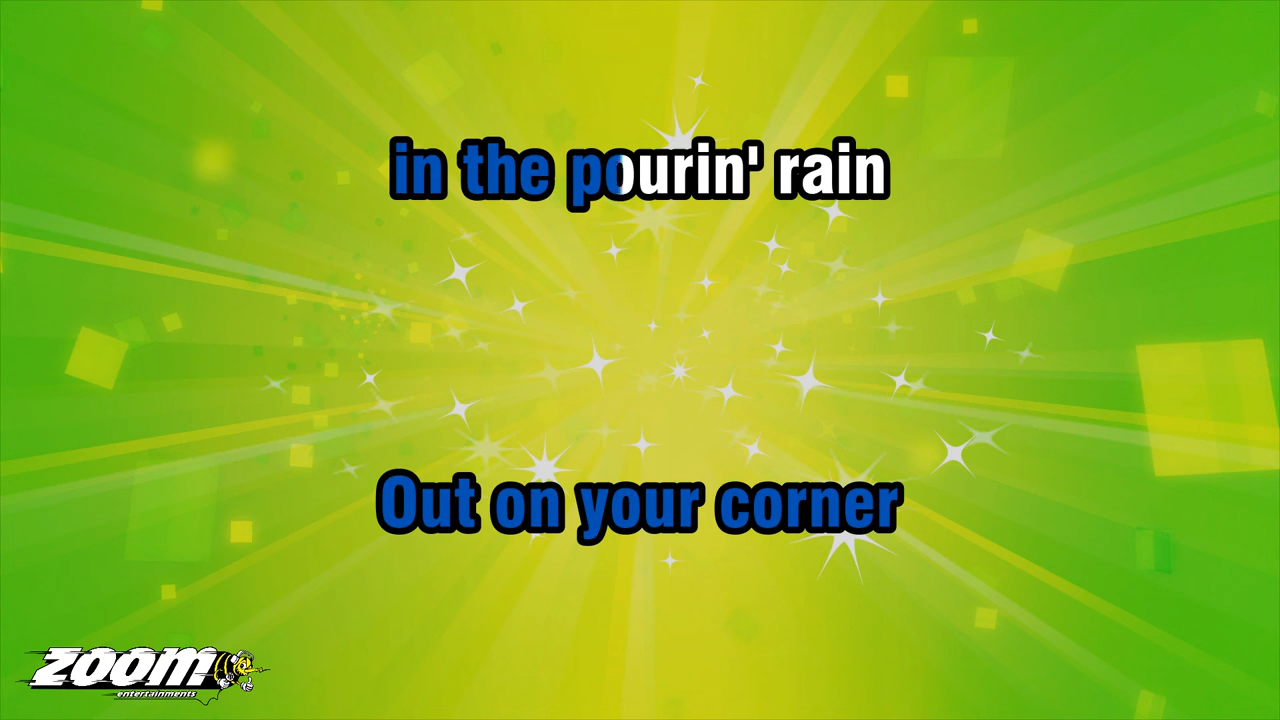 in the pourin' rain
Out on your corner
zoom
entertainments